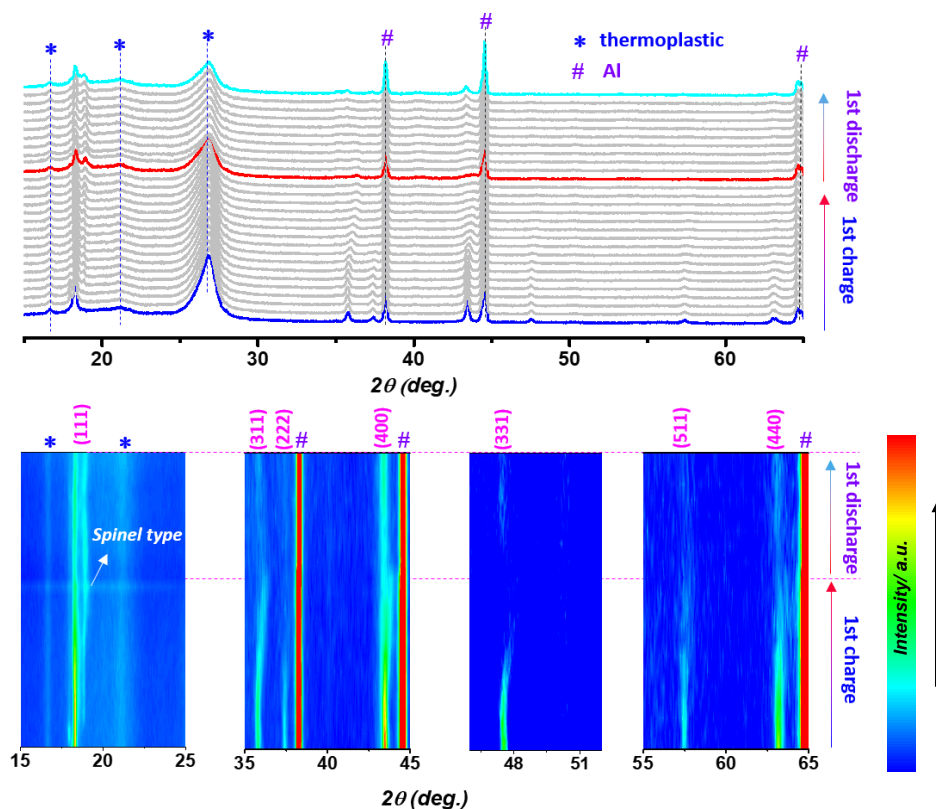 * * * # # * thermoplastic #
# Al
1st discharge
1st charge
20 30 40 50 60
2θ (deg.)
* (111) * (311) (222) # (400) # (331) (511) (440) #
Spinel type
1st discharge
1st charge
Intensity/ a.u.
15 20 25 35 40 45 48 51 55 60 65
2θ (deg.)